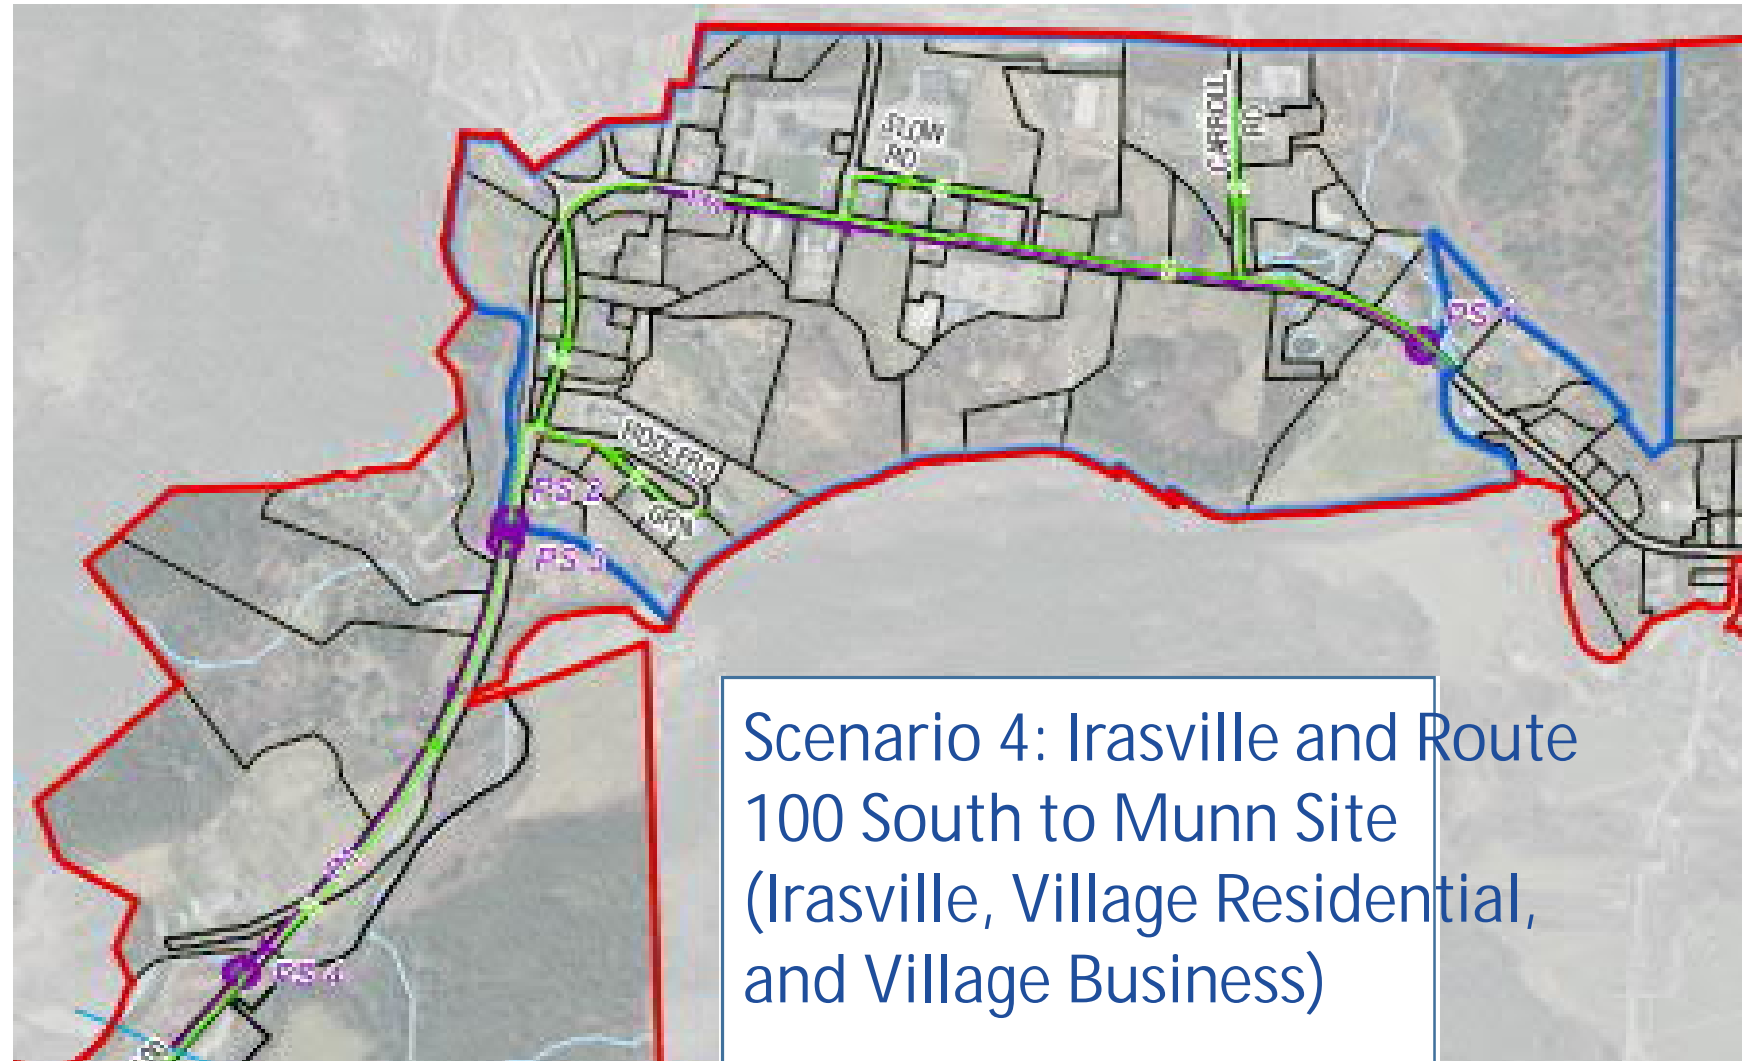 SLOW
RD
CARROLL
RD
PS
PS 2
PS 3
PS 4
Scenario 4: Irasville and Route
100 South to Munn Site
(Irasville, Village Residential,
and Village Business)